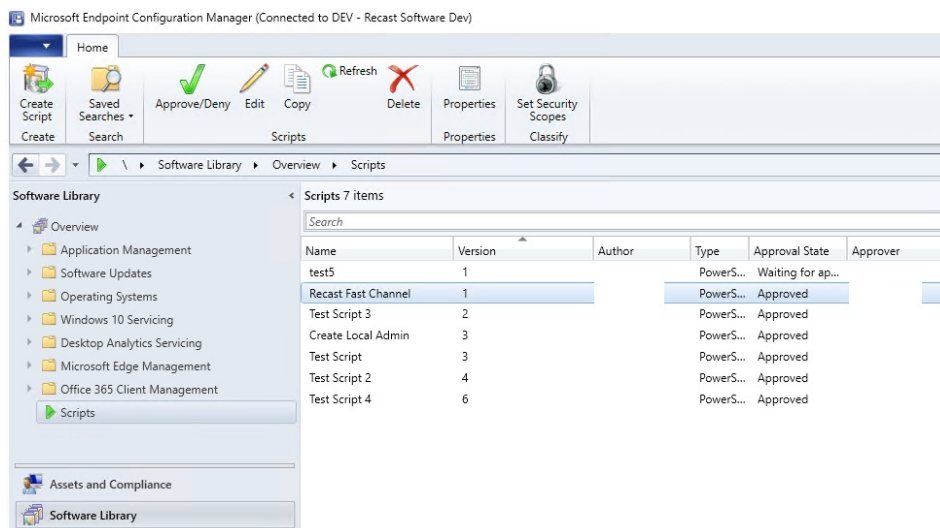 Microsoft Endpoint Configuration Manager (Connected to DEV - Recast Software Dev)
Home
Create Script
Saved Searches
Approve/Deny
Edit
Copy
Refresh
Delete
Properties
Set Security Scopes
Create
Search
Scripts
Properties
Classify
\ Software Library Overview Scripts
Software Library
Overview
Application Management
Software Updates
Operating Systems
Windows 10 Servicing
Desktop Analytics Servicing
Microsoft Edge Management
Office 365 Client Management
Scripts
Assets and Compliance
Software Library
Scripts 7 items
Search
Name Version Author Type Approval State Approver
test5 1 PowerS... Waiting for ap...
Recast Fast Channel 1 PowerS... Approved
Test Script 3 2 PowerS... Approved
Create Local Admin 3 PowerS... Approved
Test Script 3 PowerS... Approved
Test Script 2 4 PowerS... Approved
Test Script 4 6 PowerS... Approved